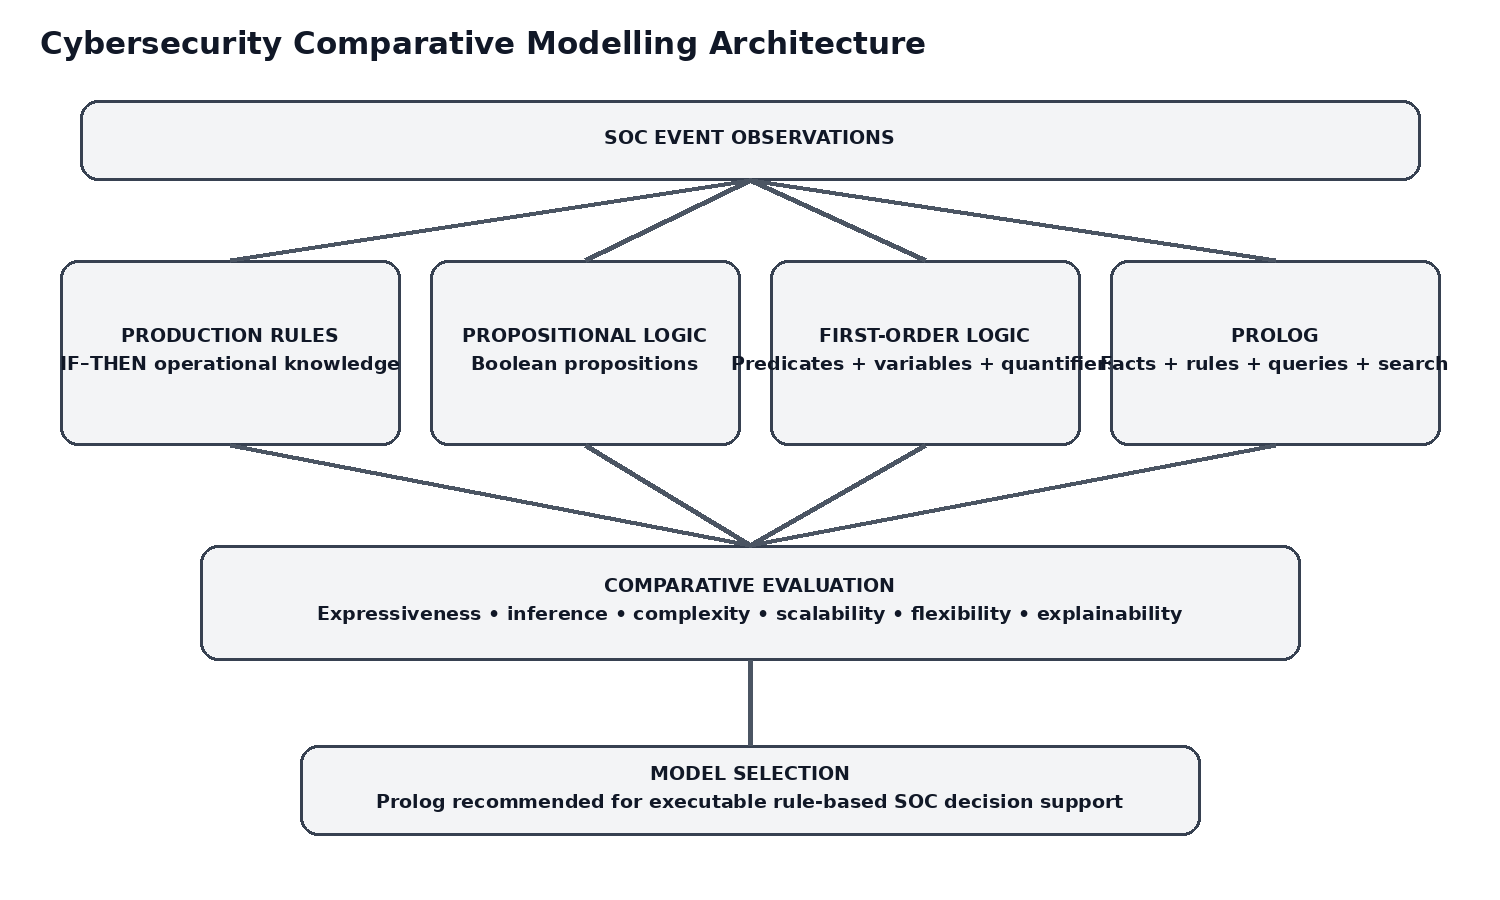 Cybersecurity Comparative Modelling Architecture
SOC EVENT OBSERVATIONS
PRODUCTION RULES
IF–THEN operational knowledge
PROPOSITIONAL LOGIC
Boolean propositions
FIRST-ORDER LOGIC
Predicates + variables + quantifiers
PROLOG
Facts + rules + queries + search
COMPARATIVE EVALUATION
Expressiveness • inference • complexity • scalability • flexibility • explainability
MODEL SELECTION
Prolog recommended for executable rule-based SOC decision support